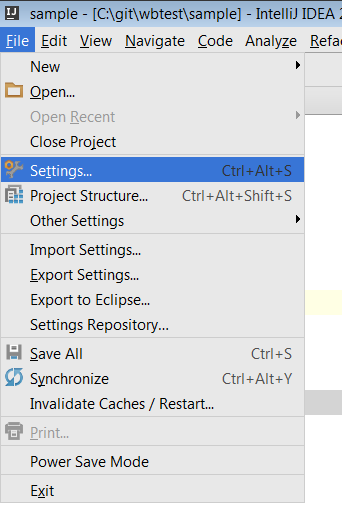 IJ sample - [C:\git\wbtest\sample] - IntelliJ IDEA 2
File Edit View Navigate Code Analyze Refac
New
Open...
Open Recent
Close Project
Settings... Ctrl+Alt+S
Project Structure... Ctrl+Alt+Shift+S
Other Settings
Import Settings...
Export Settings...
Export to Eclipse...
Settings Repository...
Save All Ctrl+S
Synchronize Ctrl+Alt+Y
Invalidate Caches / Restart...
Print...
Power Save Mode
Exit